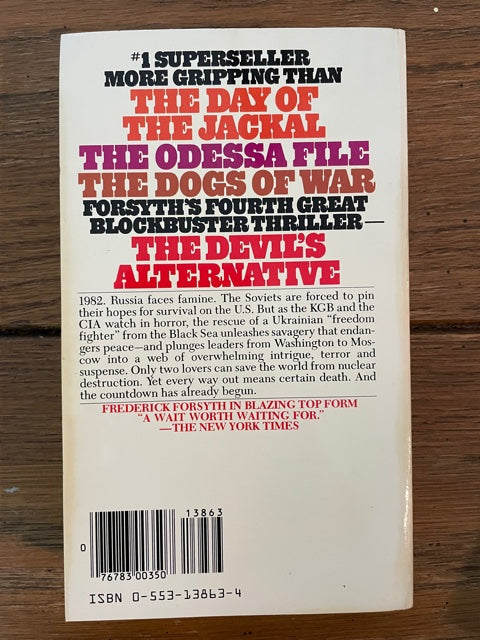 #1 SUPERSELLER
MORE GRIPPING THAN
THE DAY OF
THE JACKAL
THE ODESSA FILE
THE DOGS OF WAR
FORSYTH'S FOURTH GREAT
BLOCKBUSTER THRILLER—
THE DEVIL'S
ALTERNATIVE
1982. Russia faces famine. The Soviets are forced to pin
their hopes for survival on the U.S. But as the KGB and the
CIA watch in horror, the rescue of a Ukrainian "freedom
fighter" from the Black Sea unleashes savagery that endan-
gers peace—and plunges leaders from Washington to Mos-
cow into a web of overwhelming intrigue, terror and
suspense. Only two lovers can save the world from nuclear
destruction. Yet every way out means certain death. And
the countdown has already begun.
FREDERICK FORSYTH IN BLAZING TOP FORM
"A WAIT WORTH WAITING FOR."
—THE NEW YORK TIMES
13863
0
76783 00350
ISBN 0-553-13863-4